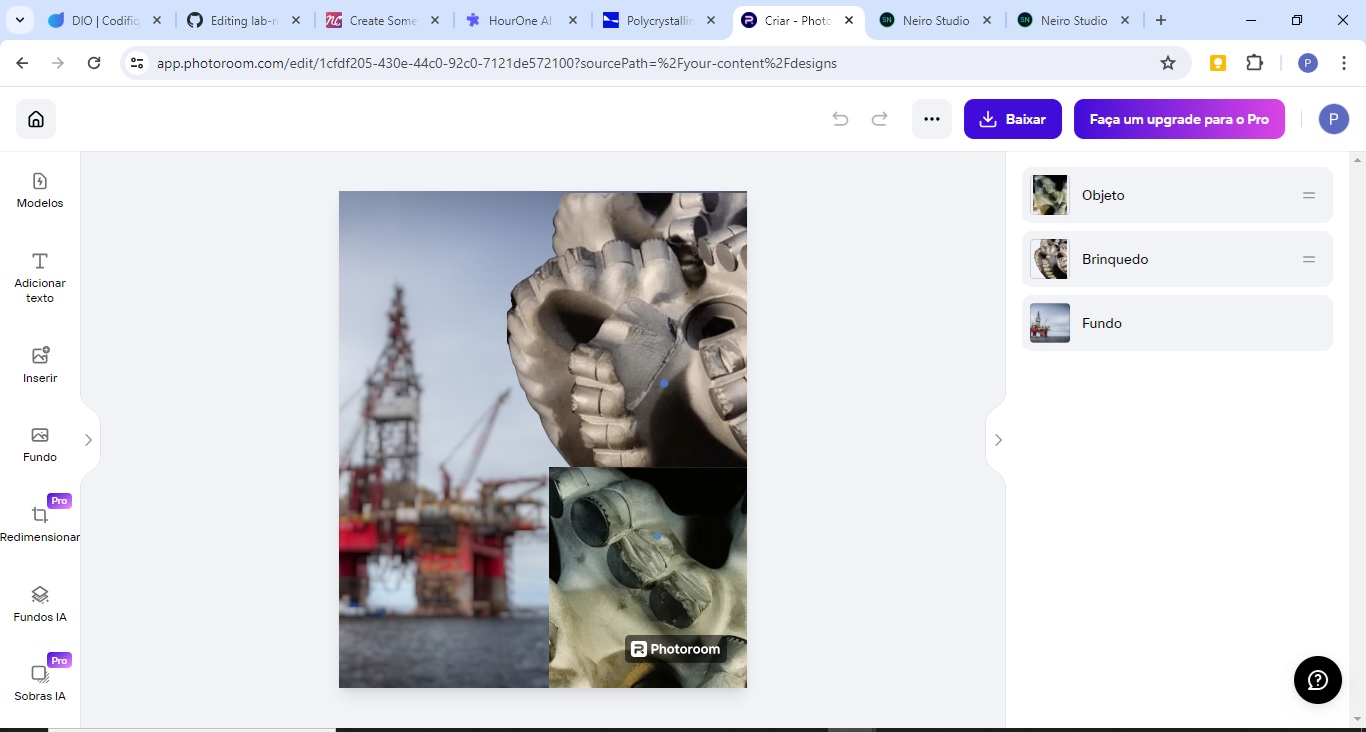 DIO | Codific
Editing lab-n
Create Some
HourOne AI
Polycrystallin
Criar - Photo
Neiro Studio
Neiro Studio
app.photoroom.com/edit/1cfdf205-430e-44c0-92c0-7121de572100?sourcePath=%2Fyour-content%2Fdesigns
P
Baixar
Faça um upgrade para o Pro
P
Modelos
Adicionar
texto
Inserir
Fundo
Pro
Redimensionar
Fundos IA
Pro
Sobras IA
Photoroom
Objeto
Brinquedo
Fundo